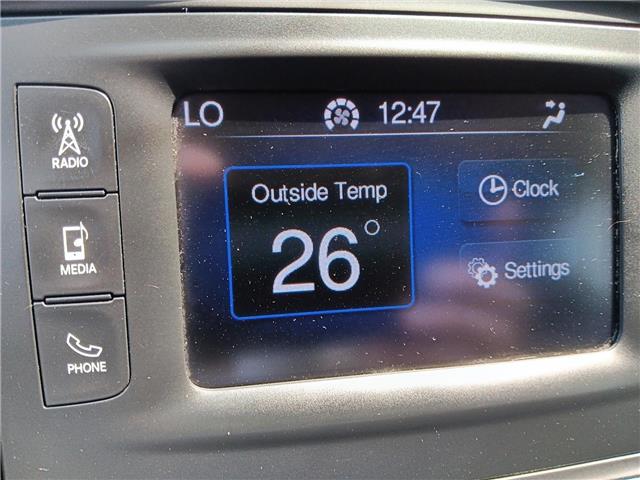 LO 12:47
RADIO
Outside Temp
26°
Clock
MEDIA
Settings
PHONE